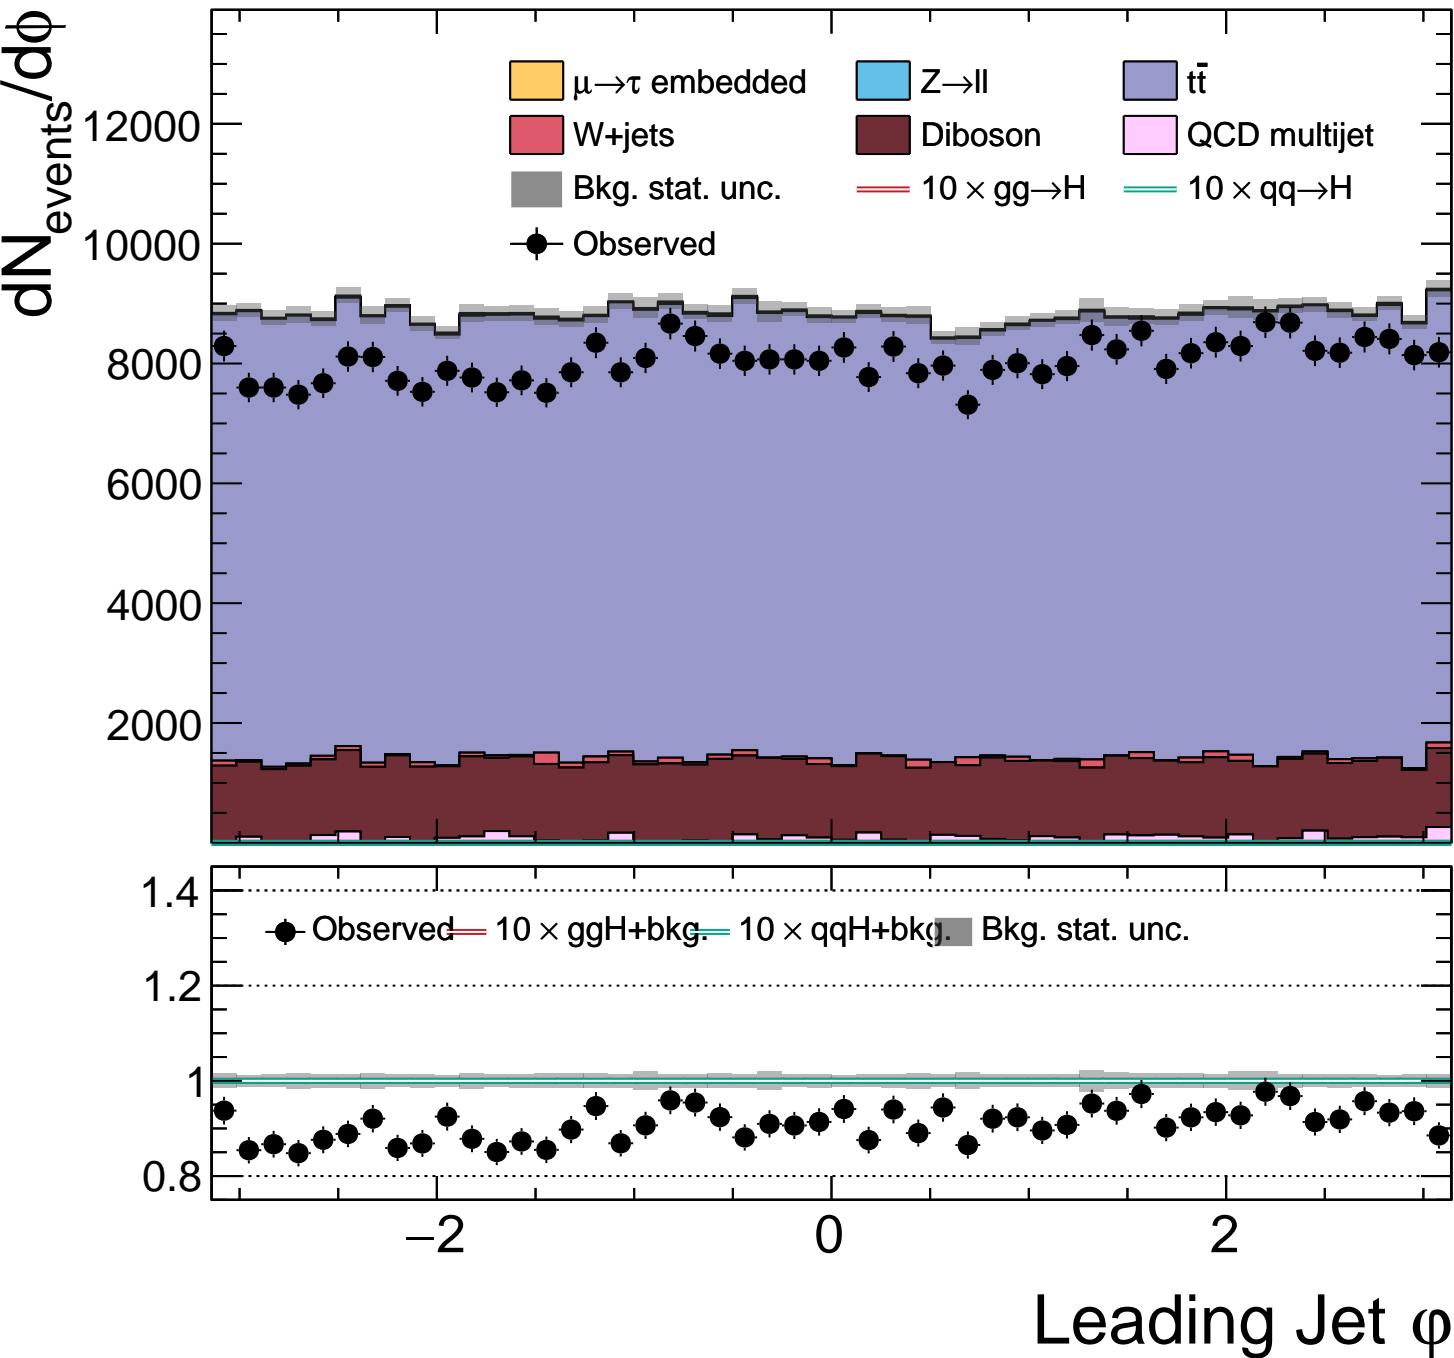 dN_events/dϕ
μ→τ embedded Z→ll tt̄
W+jets Diboson QCD multijet
Bkg. stat. unc. 10 × gg→H 10 × qq→H
Observed
12000
10000
8000
6000
4000
2000
1.4
Observed 10 × ggH+bkg. 10 × qqH+bkg. Bkg. stat. unc.
1.2
1
0.8
−2 0 2
Leading Jet φ